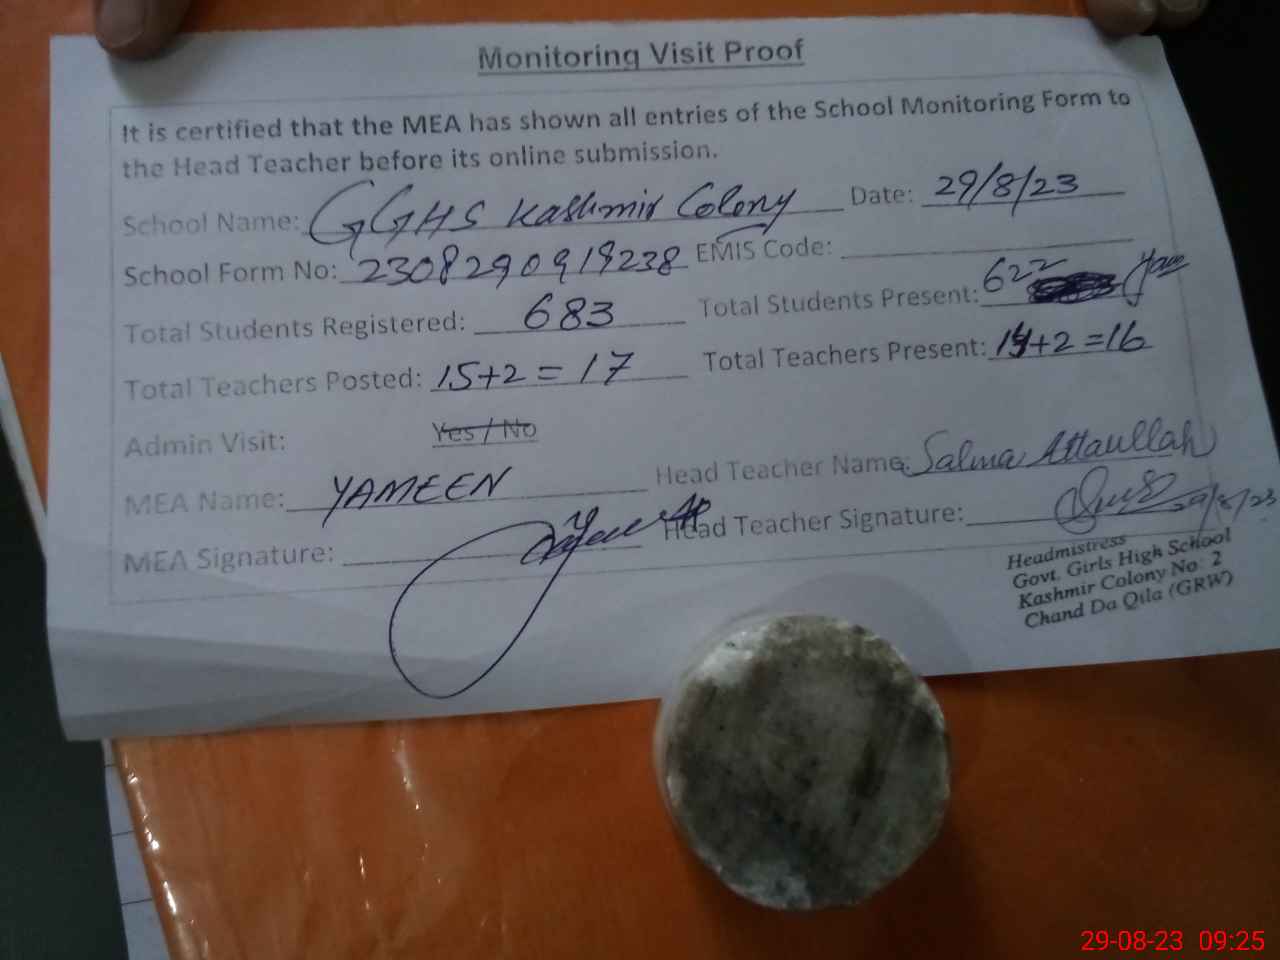 Monitoring Visit Proof
It is certified that the MEA has shown all entries of the School Monitoring Form to
the Head Teacher before its online submission.
School Name: GGHS Kashmir Colony Date: 29/8/23
School Form No: 2308290919238 EMIS Code:
Total Students Registered: 683 Total Students Present: 622
Total Teachers Posted: 15+2=17 Total Teachers Present: 14+2=16
Admin Visit: Yes / No
MEA Name: YAMEEN Head Teacher Name: Salma Attaullah
MEA Signature: Head Teacher Signature: 29/8/23
Headmistress
Govt. Girls High School
Kashmir Colony No: 2
Chand Da Qila (GRW)
29-08-23 09:25